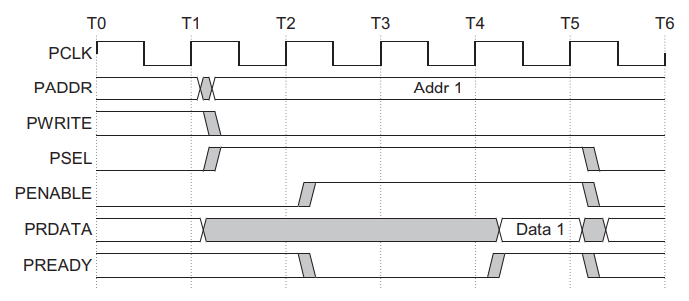 T0 T1 T2 T3 T4 T5 T6
PCLK
PADDR Addr 1
PWRITE
PSEL
PENABLE
PRDATA Data 1
PREADY